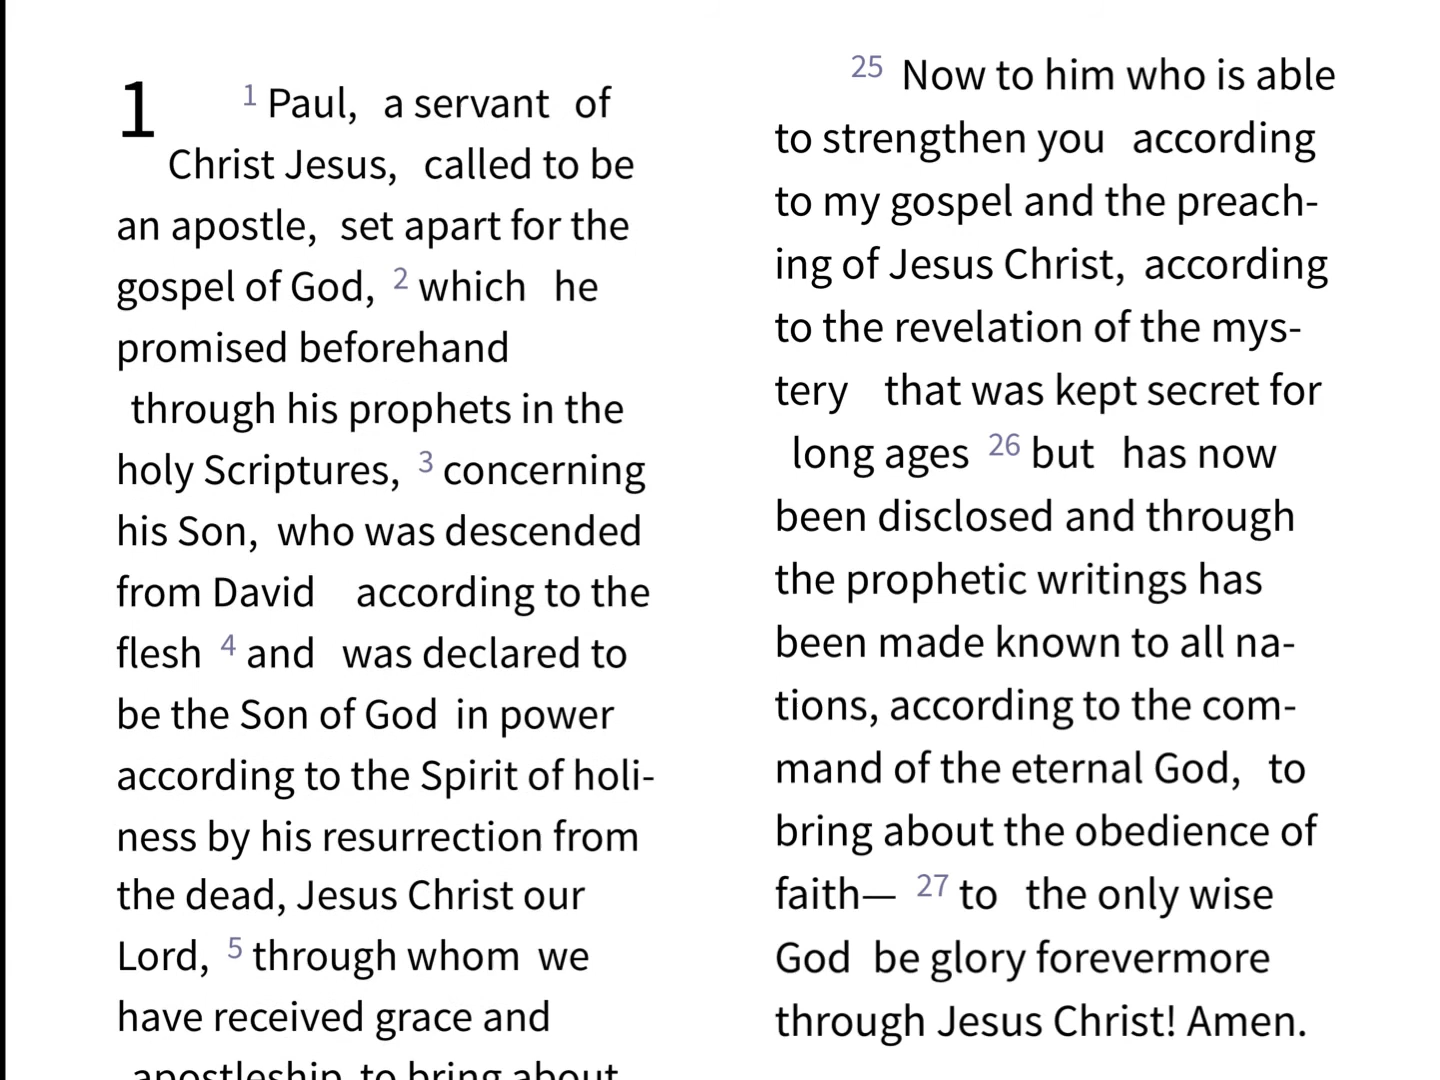 1 1 Paul, a servant of
Christ Jesus, called to be
an apostle, set apart for the
gospel of God, 2 which he
promised beforehand
through his prophets in the
holy Scriptures, 3 concerning
his Son, who was descended
from David according to the
flesh 4 and was declared to
be the Son of God in power
according to the Spirit of holi-
ness by his resurrection from
the dead, Jesus Christ our
Lord, 5 through whom we
have received grace and
apostleship to bring about
25 Now to him who is able
to strengthen you according
to my gospel and the preach-
ing of Jesus Christ, according
to the revelation of the mys-
tery that was kept secret for
long ages 26 but has now
been disclosed and through
the prophetic writings has
been made known to all na-
tions, according to the com-
mand of the eternal God, to
bring about the obedience of
faith— 27 to the only wise
God be glory forevermore
through Jesus Christ! Amen.